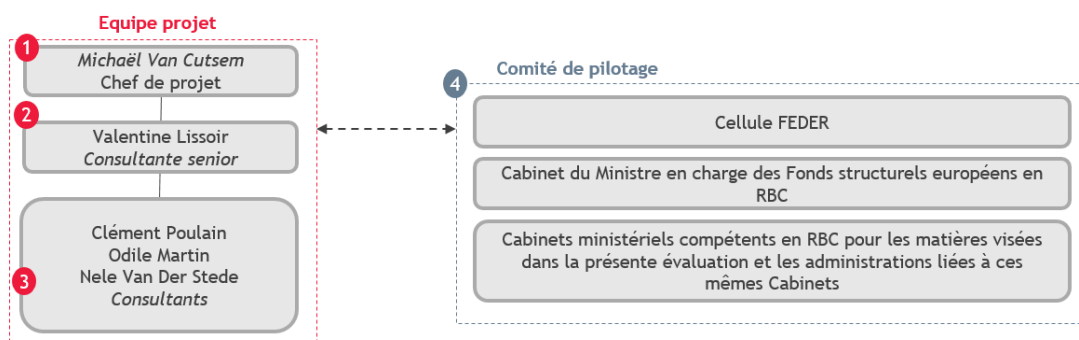 Equipe projet
1
Michaël Van Cutsem
Chef de projet
2
Valentine Lissoir
Consultante senior
3
Clément Poulain
Odile Martin
Nele Van Der Stede
Consultants
Comité de pilotage
4
Cellule FEDER
Cabinet du Ministre en charge des Fonds structurels européens en
RBC
Cabinets ministériels compétents en RBC pour les matières visées
dans la présente évaluation et les administrations liées à ces
mêmes Cabinets